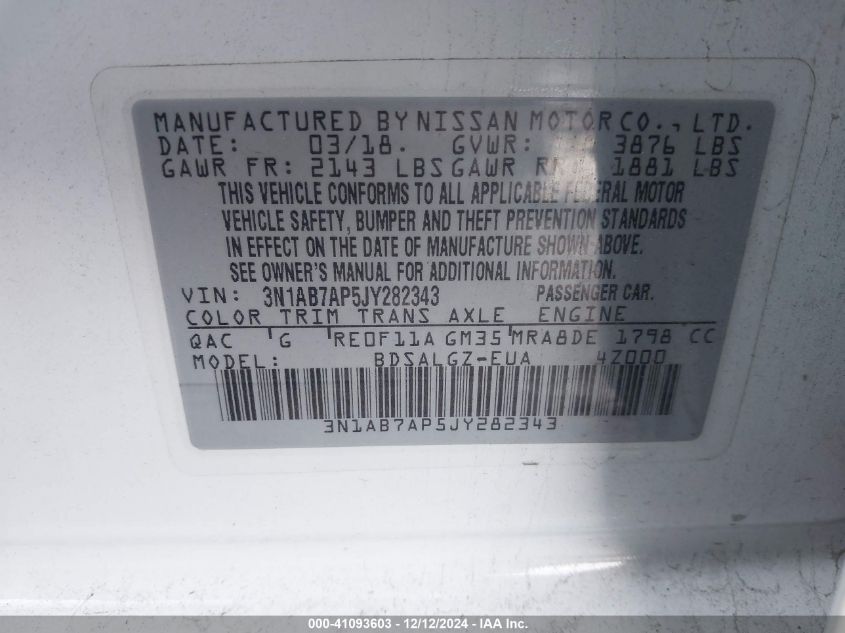 MANUFACTURED BY NISSAN MOTOR CO., LTD.
DATE: 03/18. GVWR: 3876 LBS
GAWR FR: 2143 LBS GAWR RR 1881 LBS
THIS VEHICLE CONFORMS TO ALL APPLICABLE FEDERAL MOTOR
VEHICLE SAFETY, BUMPER AND THEFT PREVENTION STANDARDS
IN EFFECT ON THE DATE OF MANUFACTURE SHOWN ABOVE.
SEE OWNER'S MANUAL FOR ADDITIONAL INFORMATION.
VIN: 3N1AB7AP5JY282343 PASSENGER CAR.
COLOR TRIM TRANS AXLE ENGINE
QAC G RE0F11A GM35 MRA8DE 1798 CC
MODEL: BDSALGZ-EUA 4Z000
3N1AB7AP5JY282343
000-41093603 - 12/12/2024 - IAA Inc.